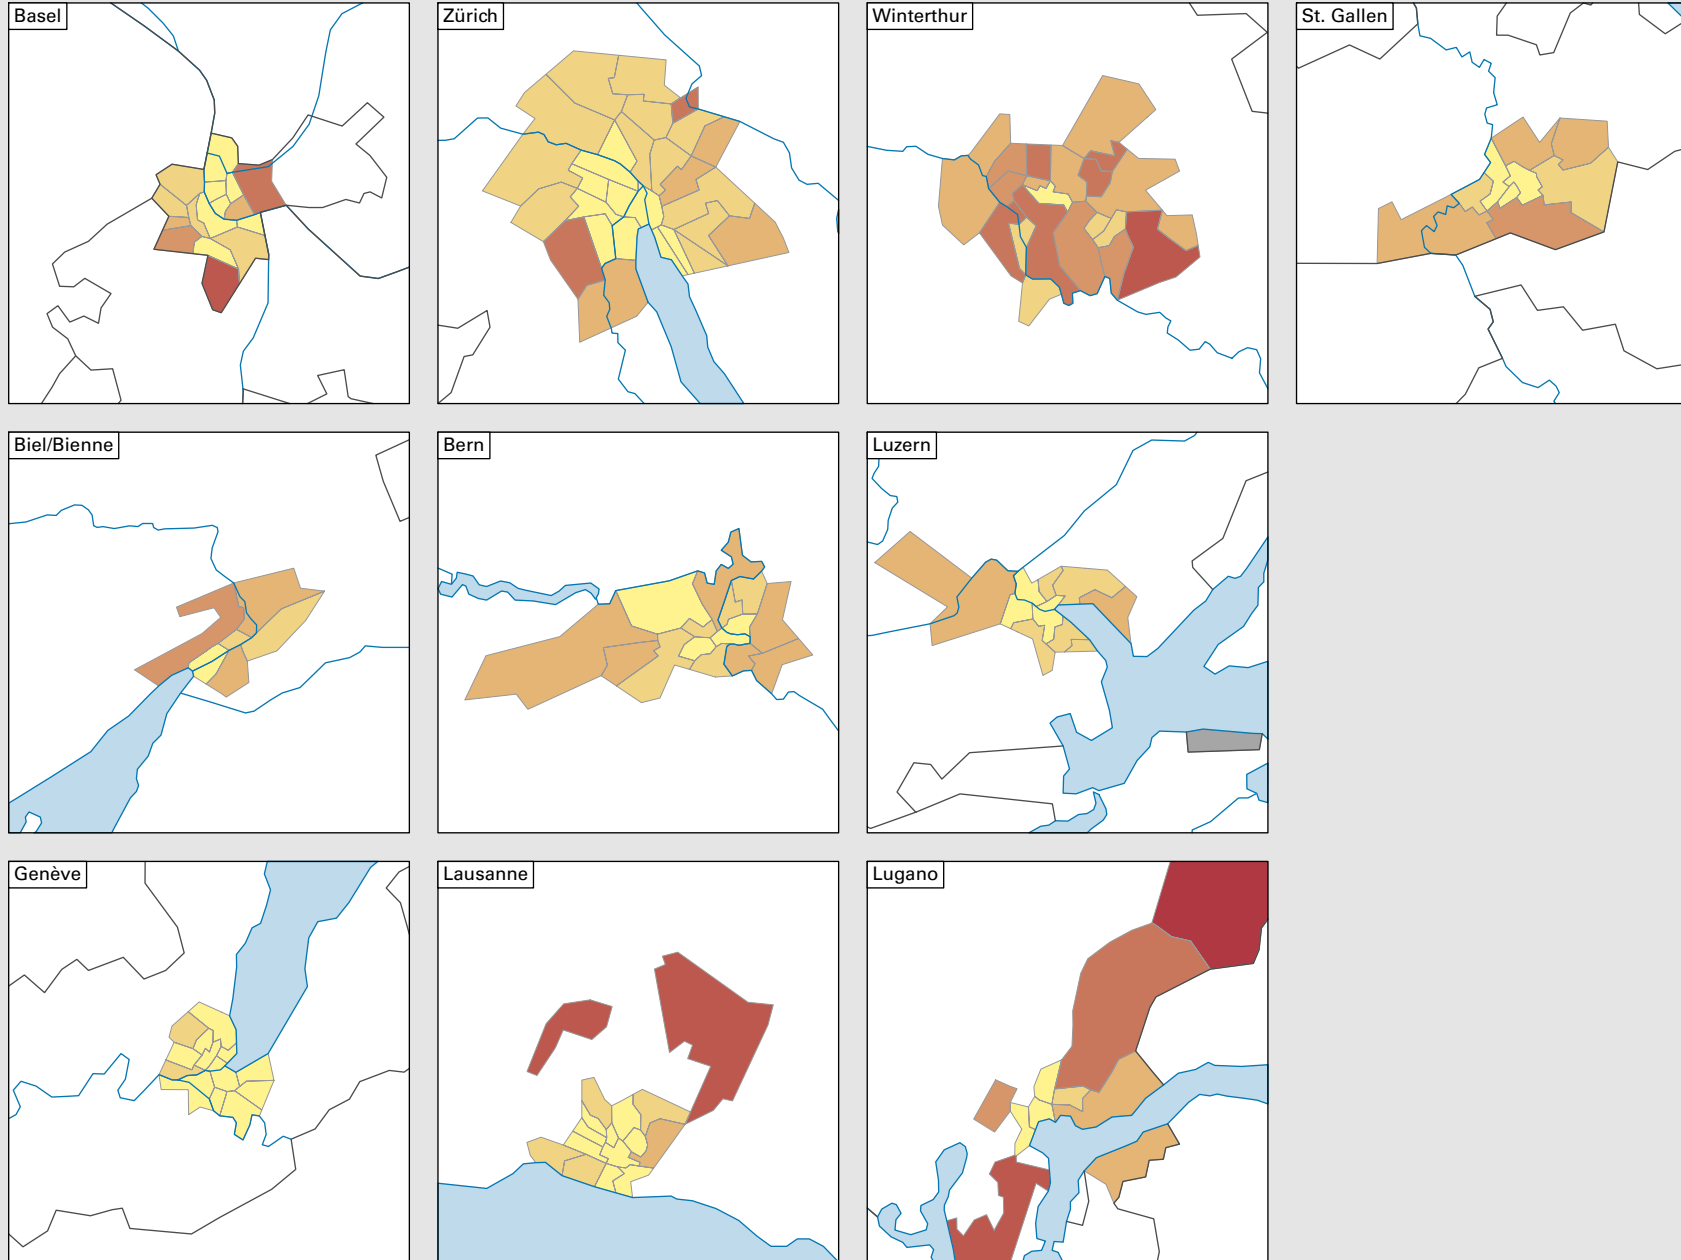 Basel
Zürich
Winterthur
St. Gallen
Biel/Bienne
Bern
Luzern
Genève
Lausanne
Lugano